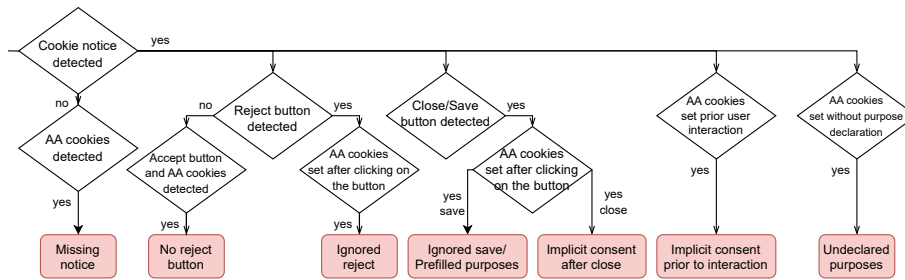 Cookie notice
detected
yes
no
AA cookies
detected
yes
Missing
notice
no
Reject button
detected
yes
Accept button
and AA cookies
detected
yes
No reject
button
AA cookies
set after clicking on
the button
yes
Ignored
reject
Close/Save
button detected
yes
AA cookies
set after clicking
on the button
yes
save
yes
close
Ignored save/
Prefilled purposes
Implicit consent
after close
AA cookies
set prior user
interaction
yes
Implicit consent
prior to interaction
AA cookies
set without purpose
declaration
yes
Undeclared
purposes